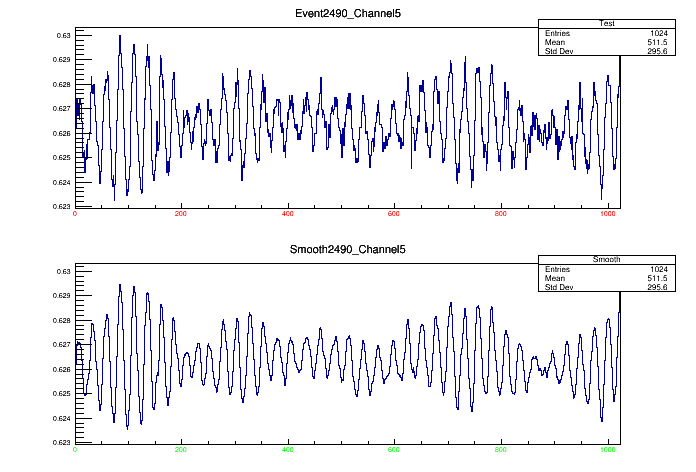 Event2490_Channel5
Test
Entries 1024
Mean 511.5
Std Dev 295.6
0.63
0.629
0.628
0.627
0.626
0.625
0.624
0.623
0 200 400 600 800 1000
Smooth2490_Channel5
Smooth
Entries 1024
Mean 511.5
Std Dev 295.6
0.63
0.629
0.628
0.627
0.626
0.625
0.624
0.623
0 200 400 600 800 1000